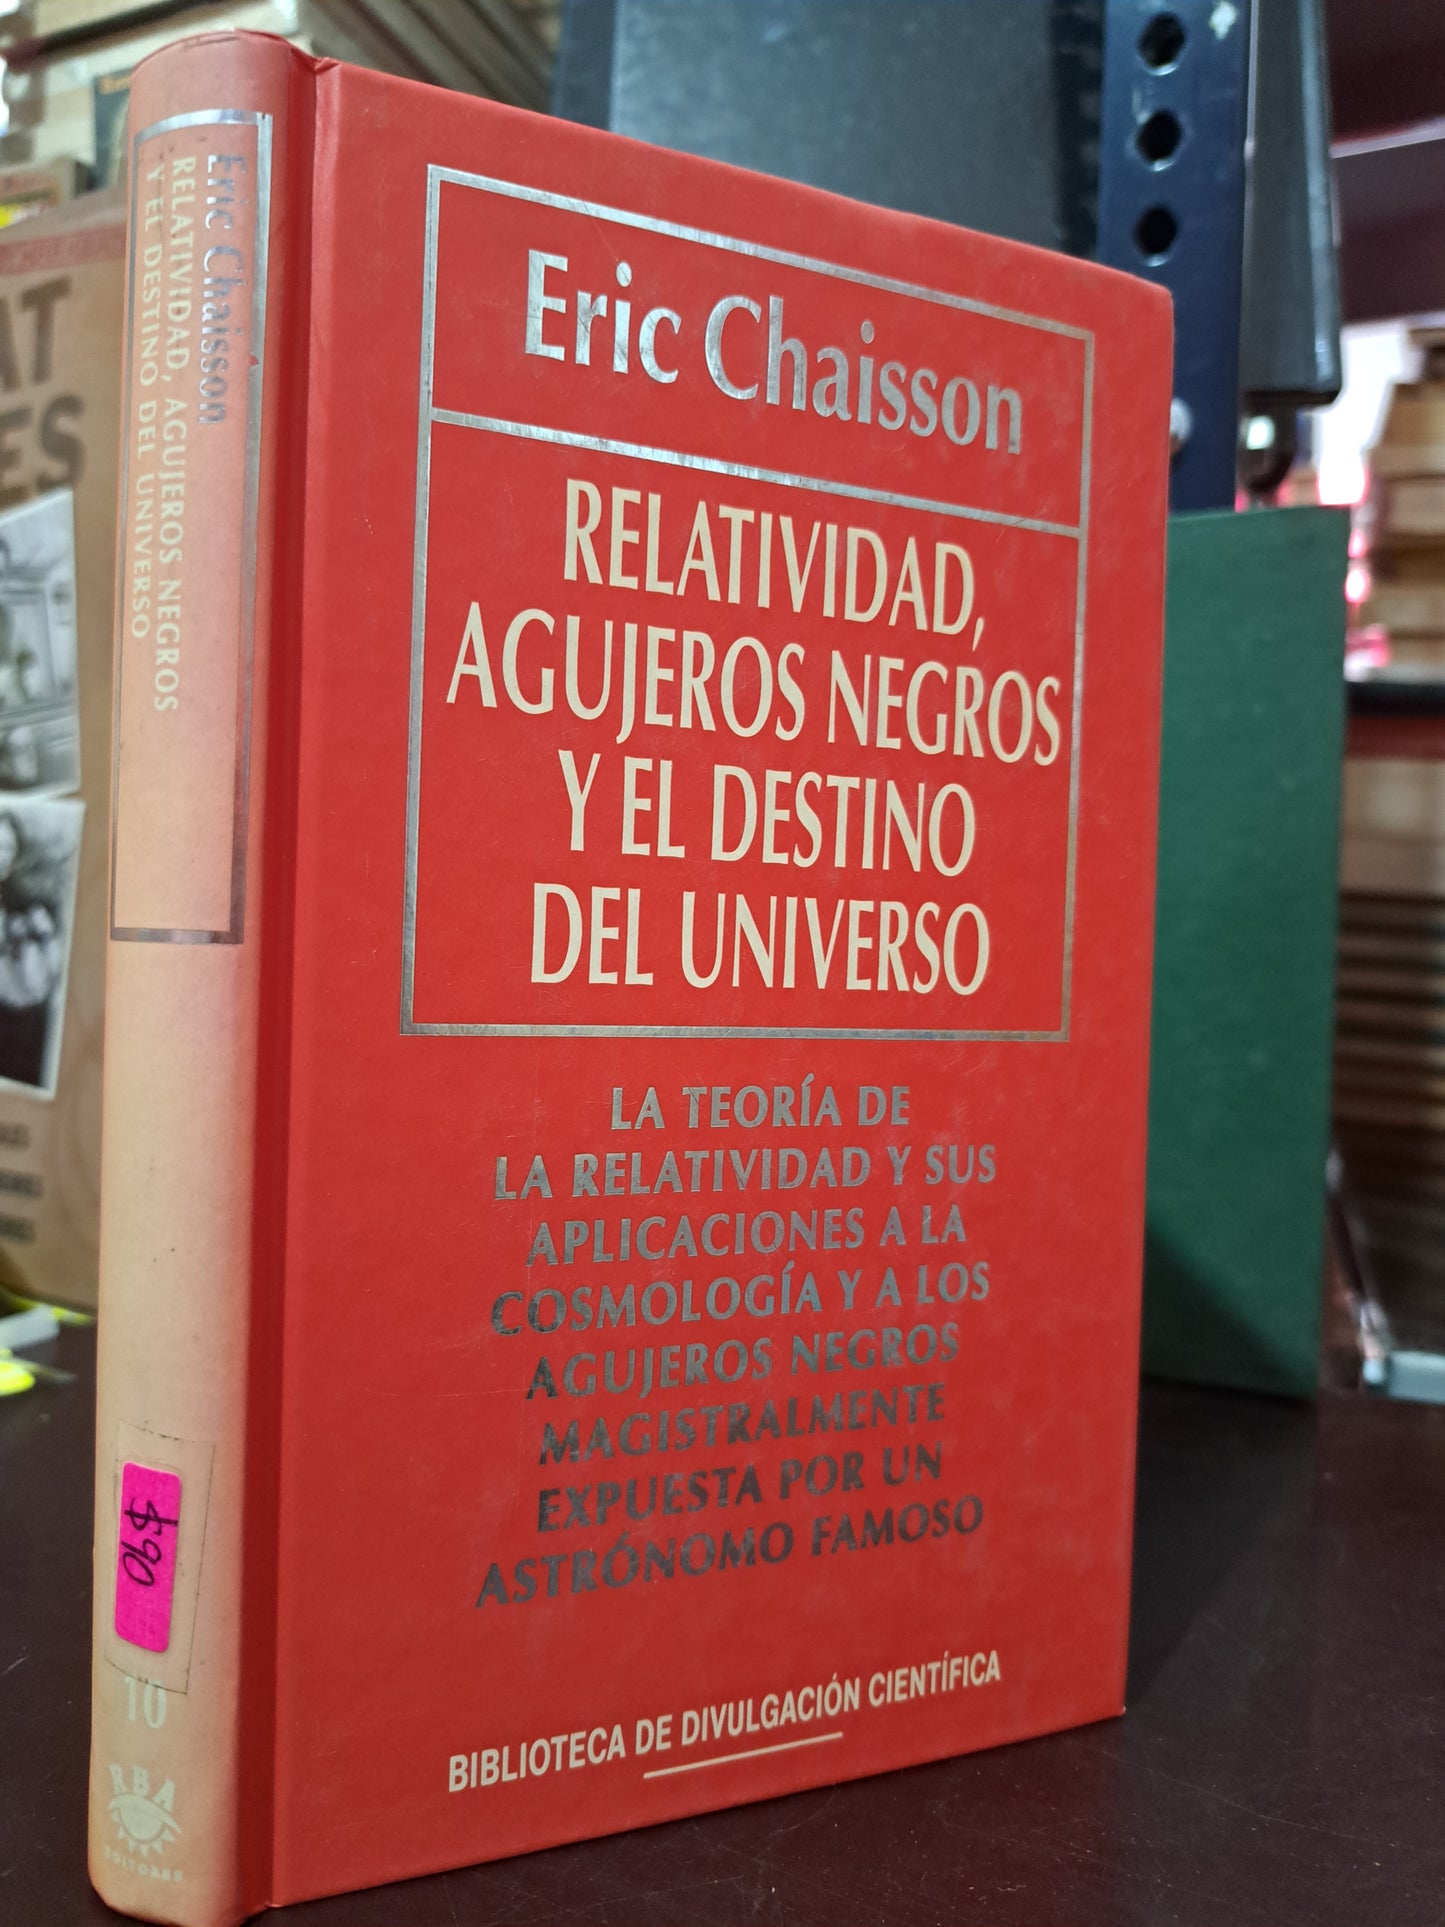 Eric Chaisson
RELATIVIDAD, AGUJEROS NEGROS
Y EL DESTINO DEL UNIVERSO
$90
10
RBA
EDITORES
Eric Chaisson
RELATIVIDAD,
AGUJEROS NEGROS
Y EL DESTINO
DEL UNIVERSO
LA TEORÍA DE
LA RELATIVIDAD Y SUS
APLICACIONES A LA
COSMOLOGÍA Y A LOS
AGUJEROS NEGROS
MAGISTRALMENTE
EXPUESTA POR UN
ASTRÓNOMO FAMOSO
BIBLIOTECA DE DIVULGACIÓN CIENTÍFICA